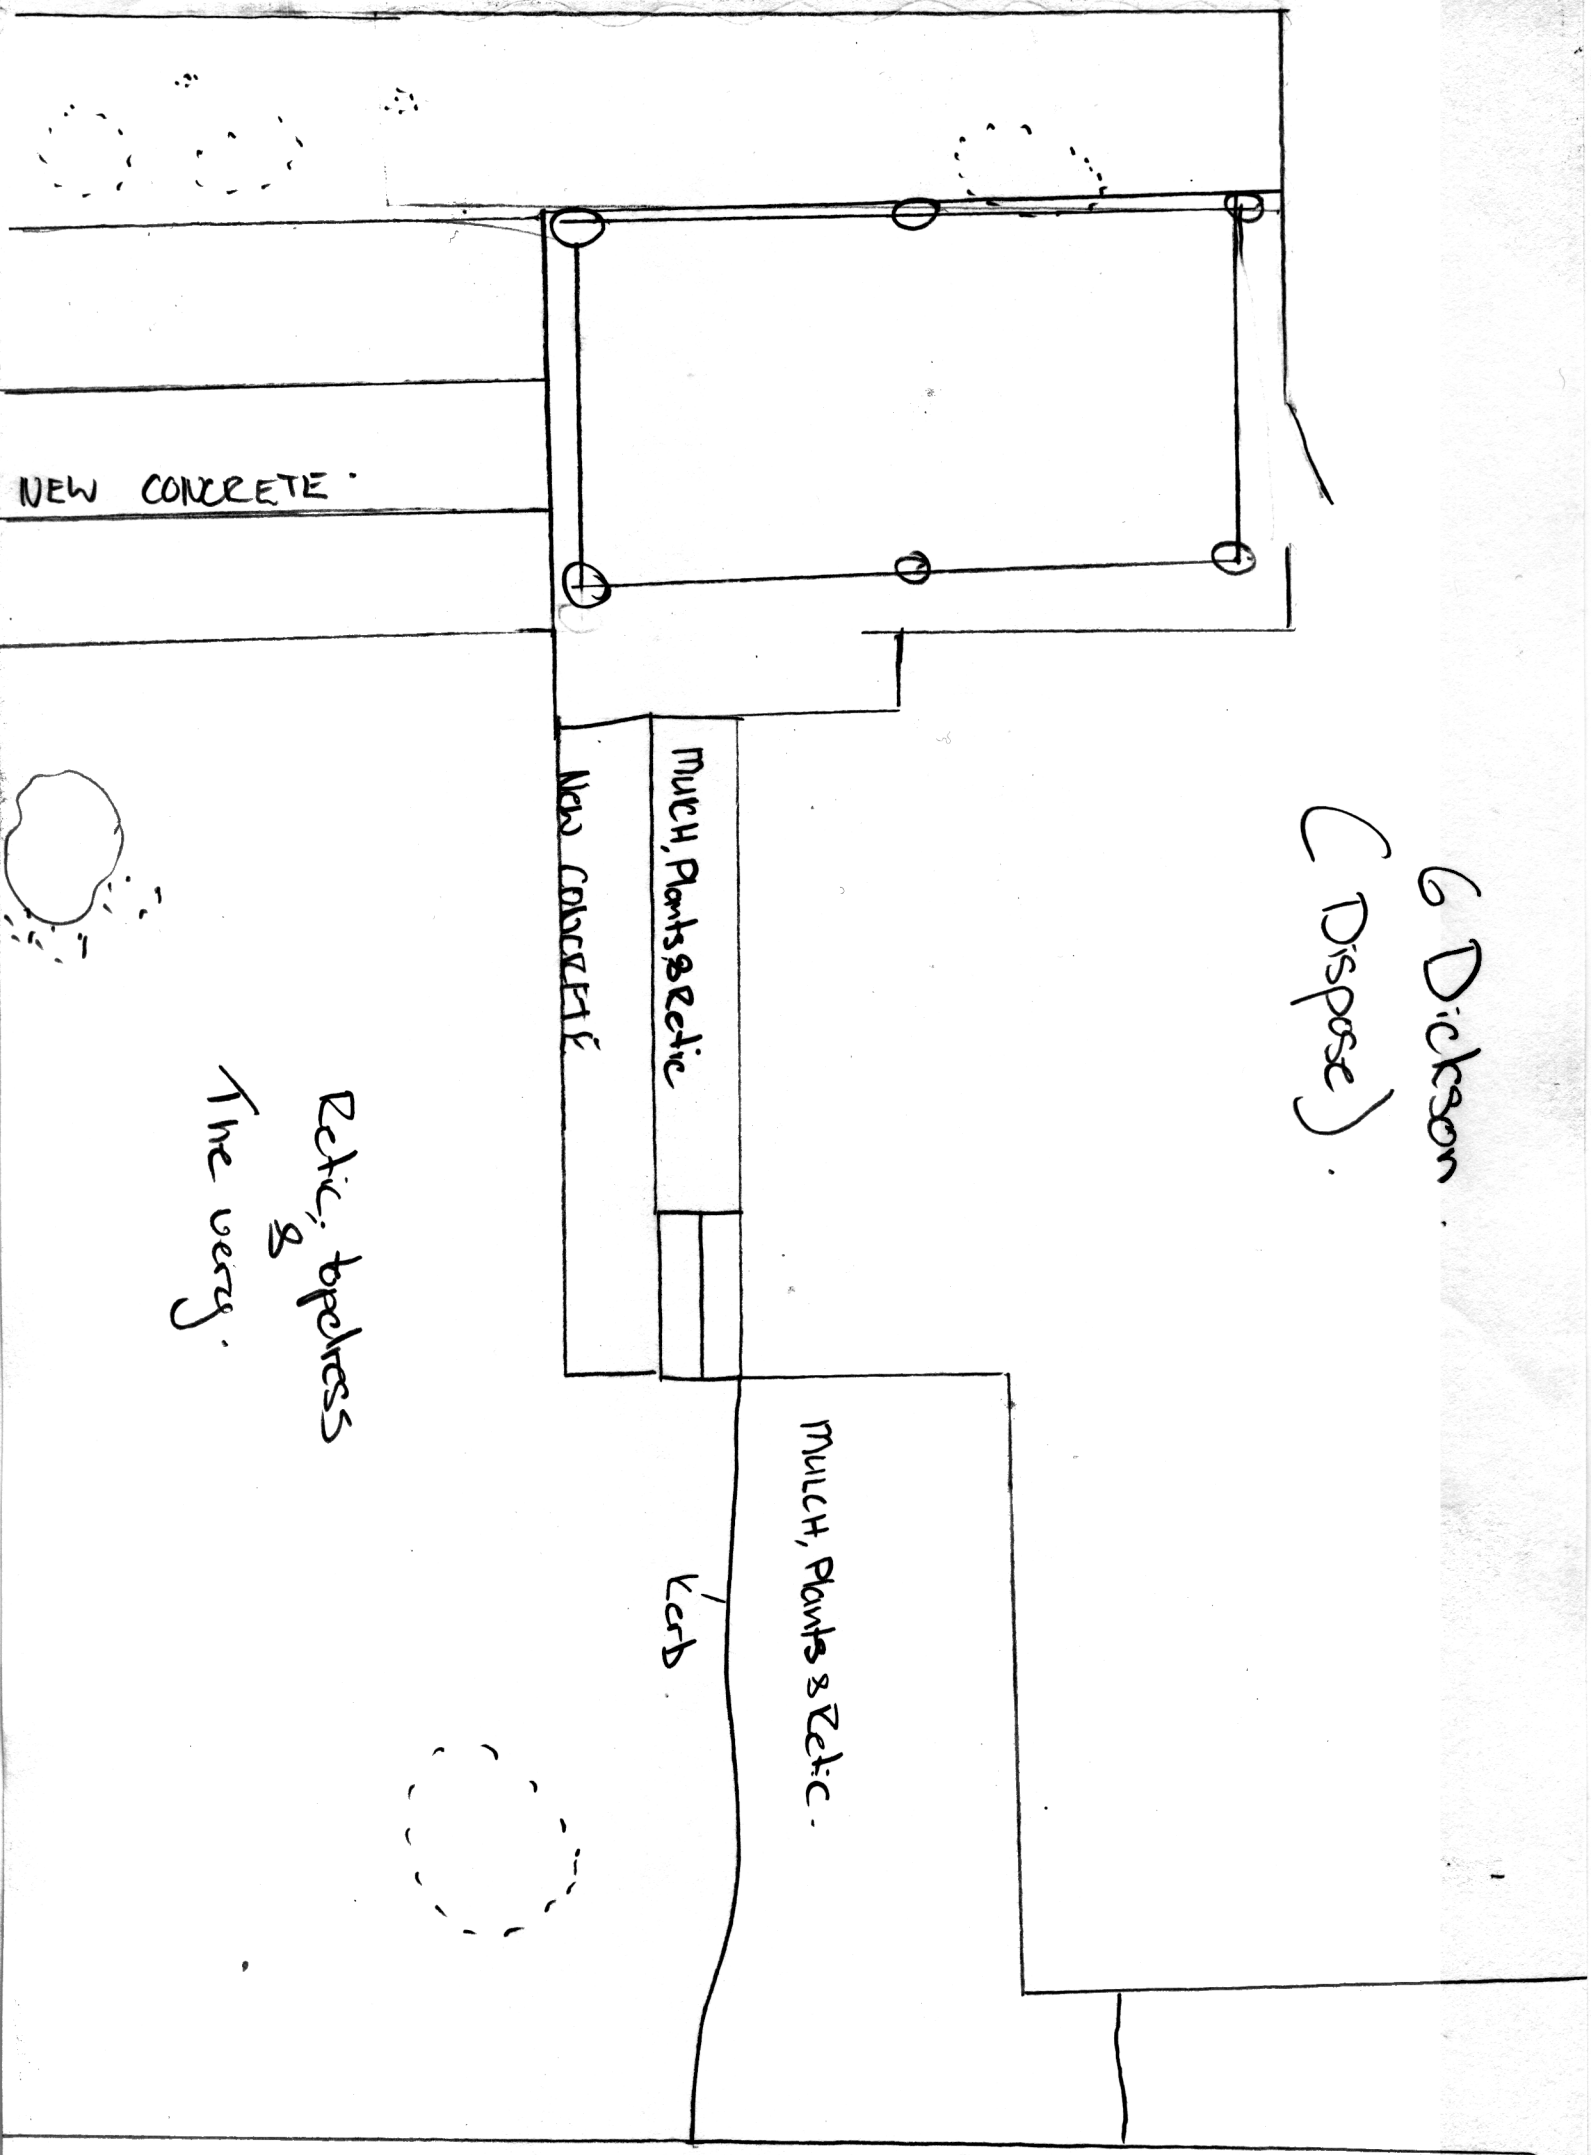 6 Dickson.
( Dispose ).
NEW CONCRETE.
MULCH, Plants & Retic
NEW CONCRETE
MULCH, Plants & Retic.
Kerb.
Retic, topdress
&
The verg.